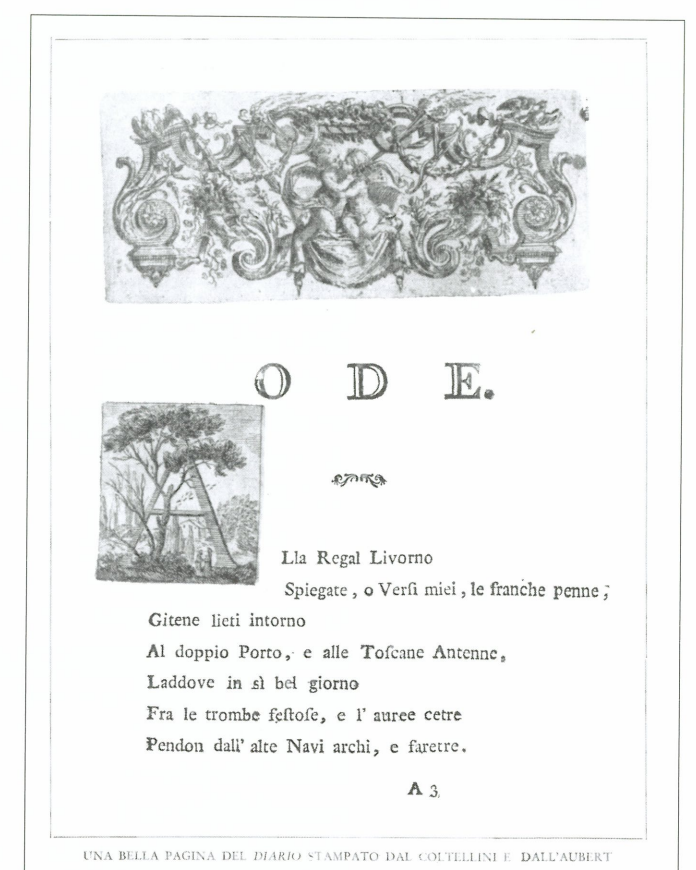 O D E.
A
Lla Regal Livorno
Spiegate, o Verſi miei, le franche penne;
Gitene lieti intorno
Al doppio Porto, e alle Toſcane Antenne,
Laddove in sì bel giorno
Fra le trombe feſtoſe, e l' auree cetre
Pendon dall' alte Navi archi, e faretre.
A 3
UNA BELLA PAGINA DEL DIARIO STAMPATO DAL COLTELLINI E DALL'AUBERT